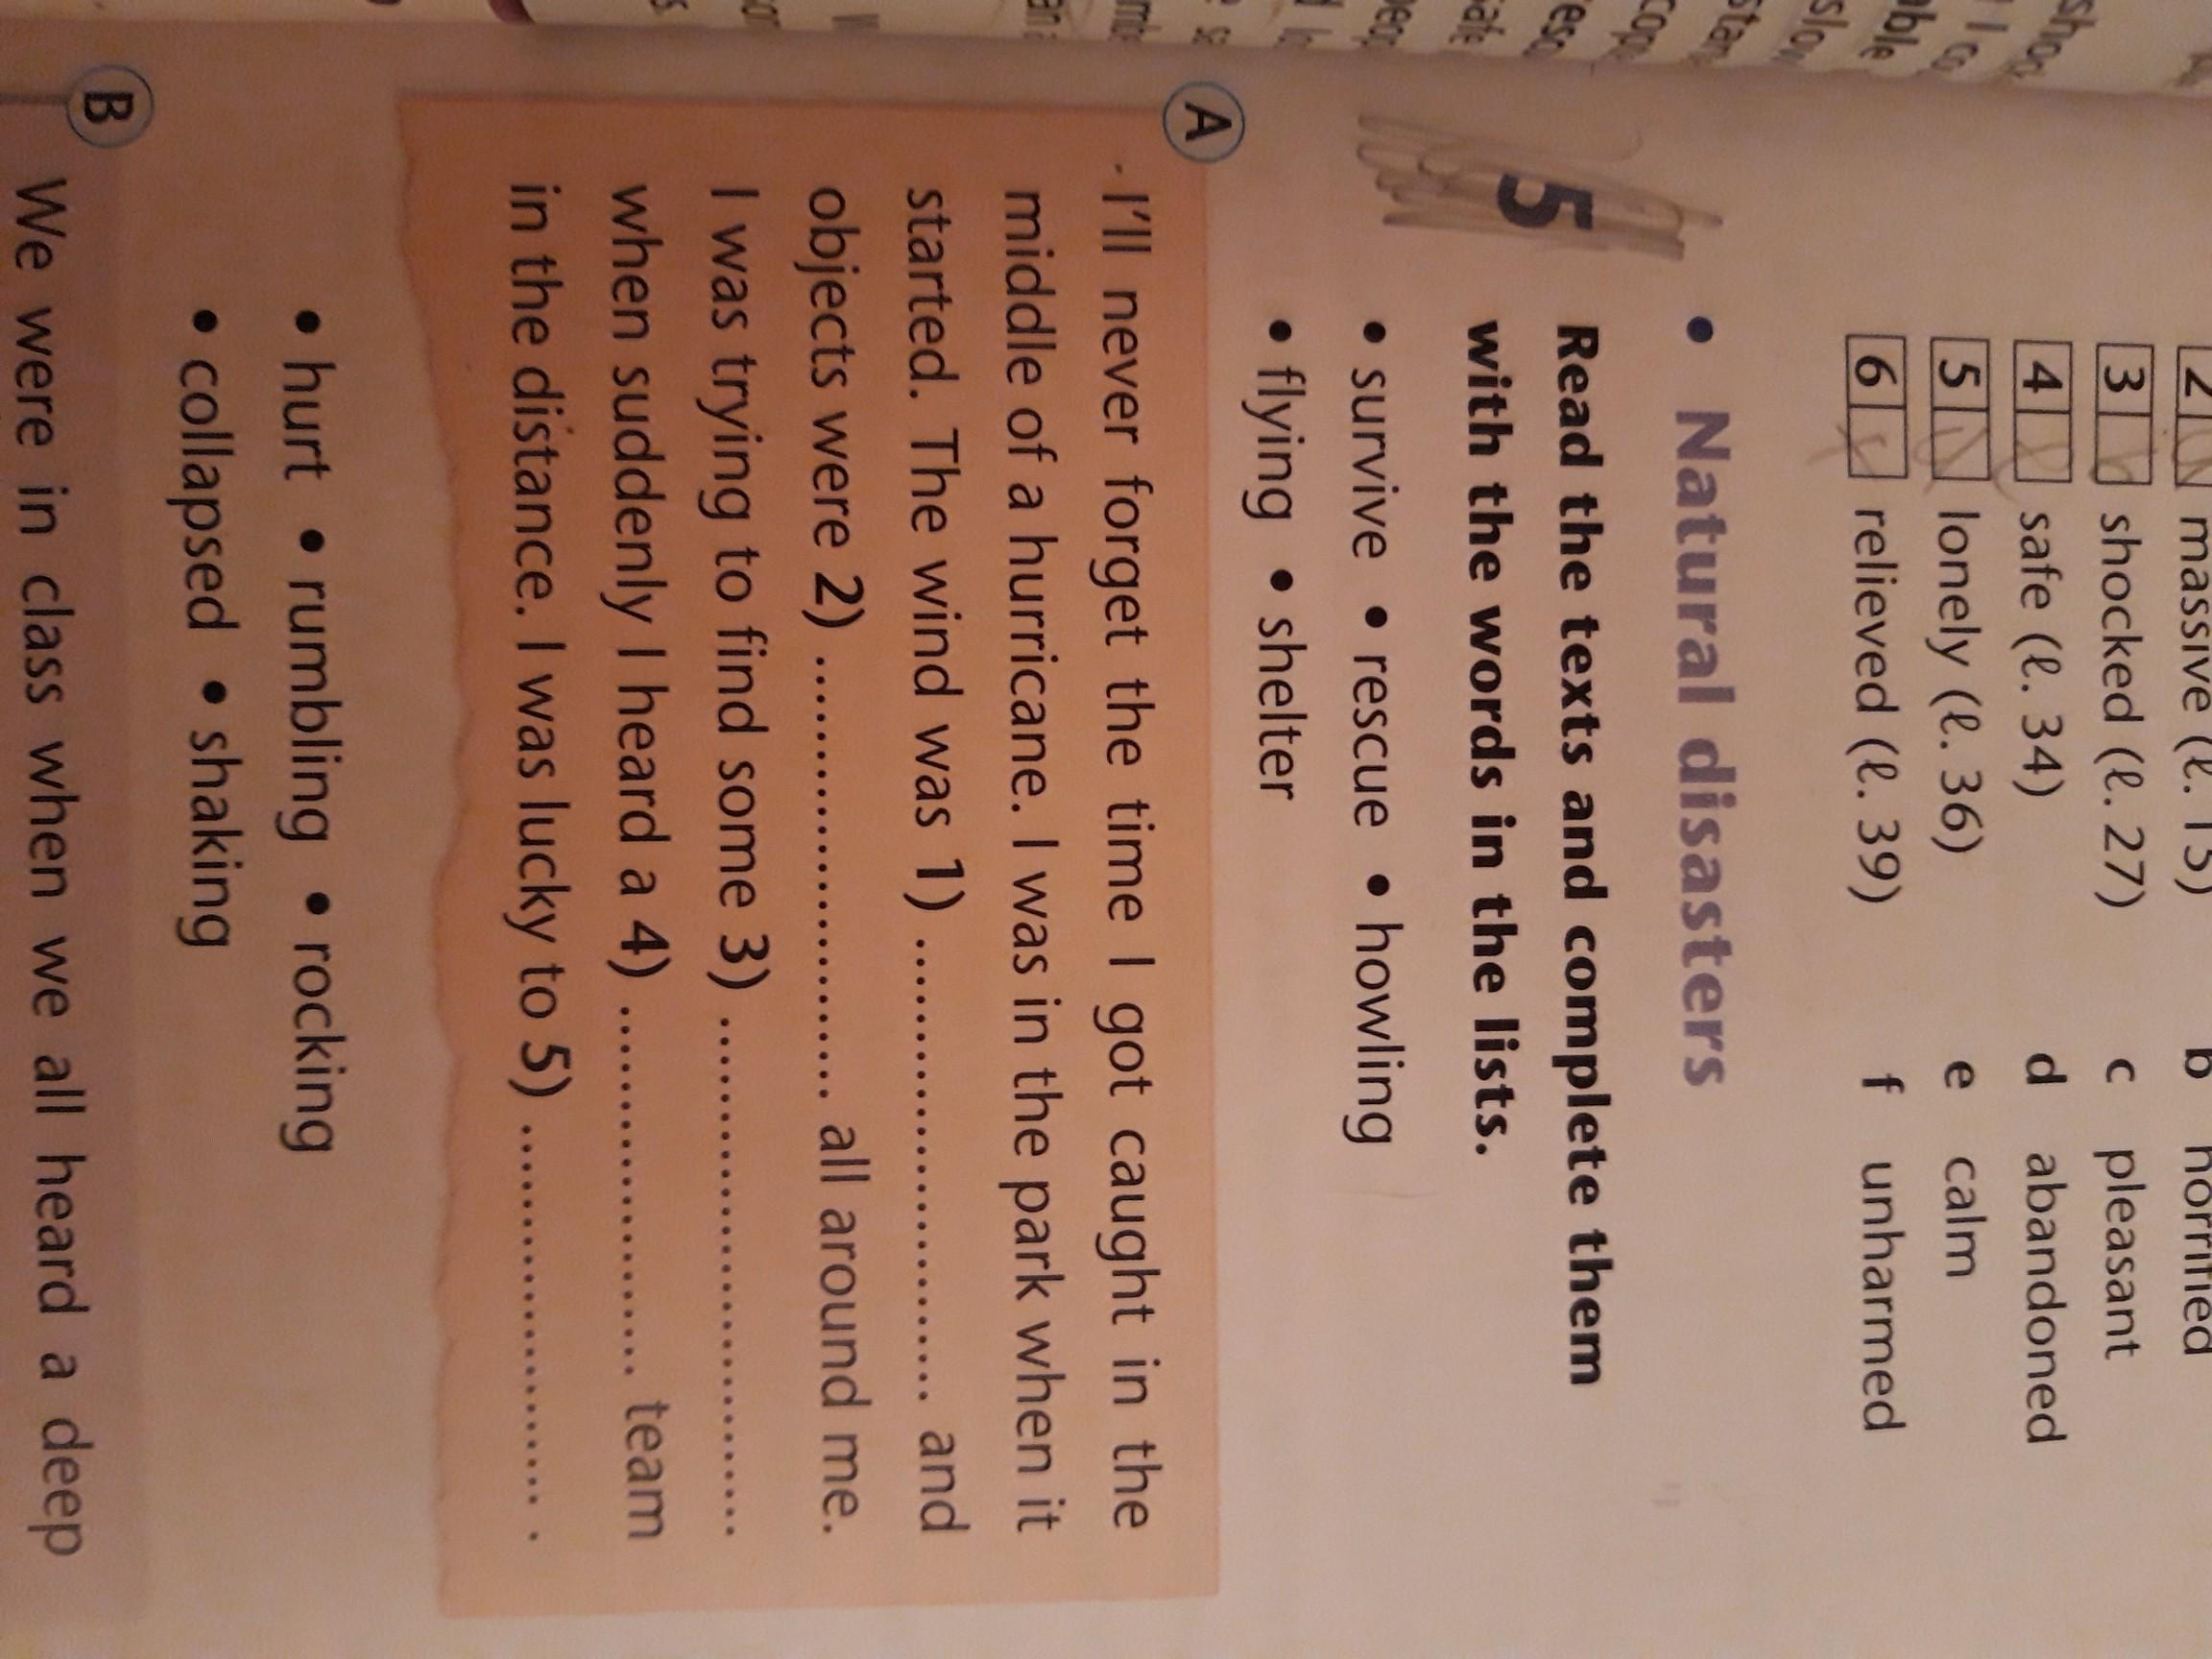 massive (ℓ. 15)
b horrified
3 shocked (ℓ. 27)
c pleasant
4 safe (ℓ. 34)
d abandoned
5 lonely (ℓ. 36)
e calm
6 relieved (ℓ. 39)
f unharmed
• Natural disasters
5 Read the texts and complete them
with the words in the lists.
• survive • rescue • howling
• flying • shelter
A
I'll never forget the time I got caught in the
middle of a hurricane. I was in the park when it
started. The wind was 1) .............................. and
objects were 2) .............................. all around me.
I was trying to find some 3) ..............................
when suddenly I heard a 4) .............................. team
in the distance. I was lucky to 5) .............................. .
• hurt • rumbling • rocking
• collapsed • shaking
B
We were in class when we all heard a deep